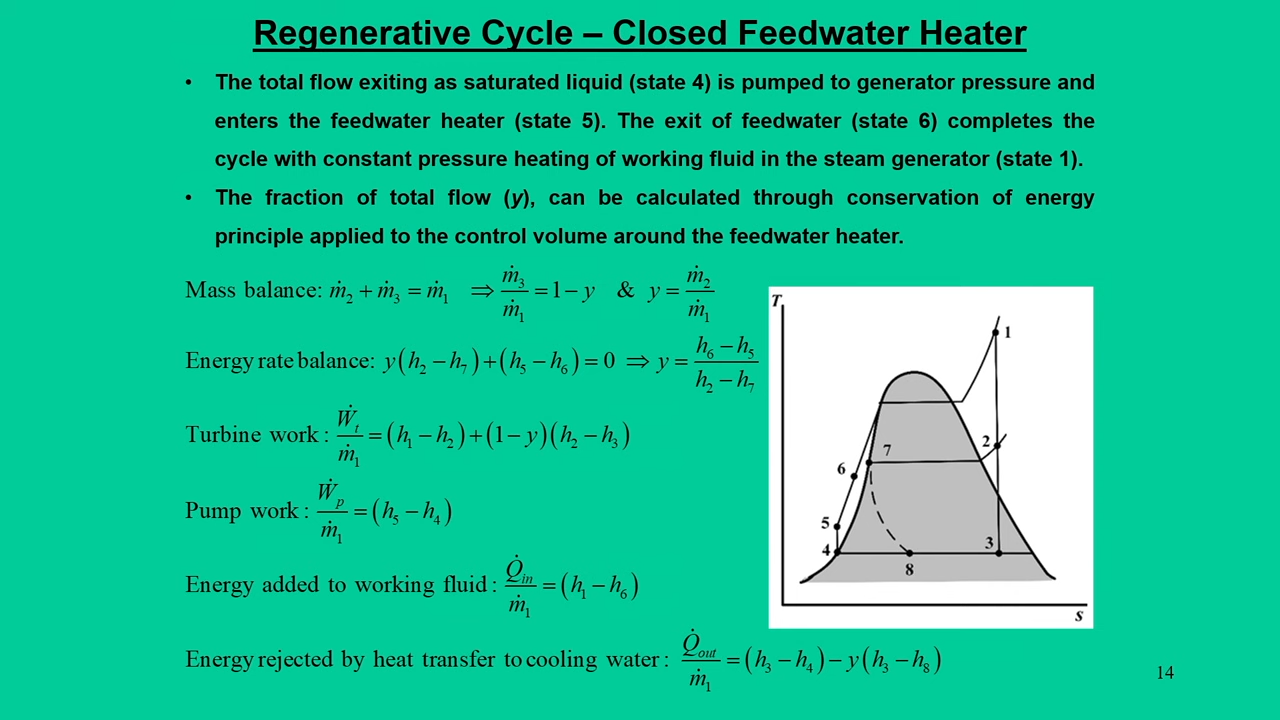 Regenerative Cycle – Closed Feedwater Heater
• The total flow exiting as saturated liquid (state 4) is pumped to generator pressure and
enters the feedwater heater (state 5). The exit of feedwater (state 6) completes the
cycle with constant pressure heating of working fluid in the steam generator (state 1).
• The fraction of total flow (y), can be calculated through conservation of energy
principle applied to the control volume around the feedwater heater.
Mass balance: ṁ₂ + ṁ₃ = ṁ₁ ⇒ ṁ₃/ṁ₁ = 1 − y & y = ṁ₂/ṁ₁
Energy rate balance: y(h₂ − h₇) + (h₅ − h₆) = 0 ⇒ y = (h₆ − h₅)/(h₂ − h₇)
Turbine work : Ẇₜ/ṁ₁ = (h₁ − h₂) + (1 − y)(h₂ − h₃)
Pump work : Ẇₚ/ṁ₁ = (h₅ − h₄)
Energy added to working fluid : Q̇in/ṁ₁ = (h₁ − h₆)
Energy rejected by heat transfer to cooling water : Q̇out/ṁ₁ = (h₃ − h₄) − y(h₃ − h₈)
T
1
2
7
6
5
4
3
8
s
14